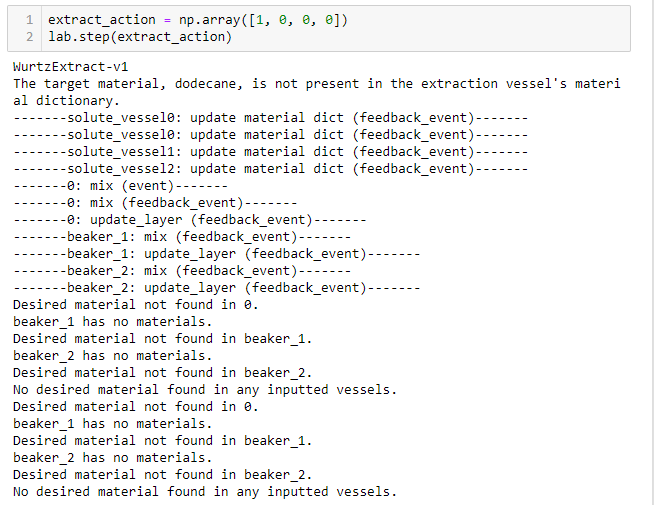 1 extract_action = np.array([1, 0, 0, 0])
2 lab.step(extract_action)
WurtzExtract-v1
The target material, dodecane, is not present in the extraction vessel's materi
al dictionary.
-------solute_vessel0: update material dict (feedback_event)-------
-------solute_vessel0: update material dict (feedback_event)-------
-------solute_vessel1: update material dict (feedback_event)-------
-------solute_vessel2: update material dict (feedback_event)-------
-------0: mix (event)-------
-------0: mix (feedback_event)-------
-------0: update_layer (feedback_event)-------
-------beaker_1: mix (feedback_event)-------
-------beaker_1: update_layer (feedback_event)-------
-------beaker_2: mix (feedback_event)-------
-------beaker_2: update_layer (feedback_event)-------
Desired material not found in 0.
beaker_1 has no materials.
Desired material not found in beaker_1.
beaker_2 has no materials.
Desired material not found in beaker_2.
No desired material found in any inputted vessels.
Desired material not found in 0.
beaker_1 has no materials.
Desired material not found in beaker_1.
beaker_2 has no materials.
Desired material not found in beaker_2.
No desired material found in any inputted vessels.